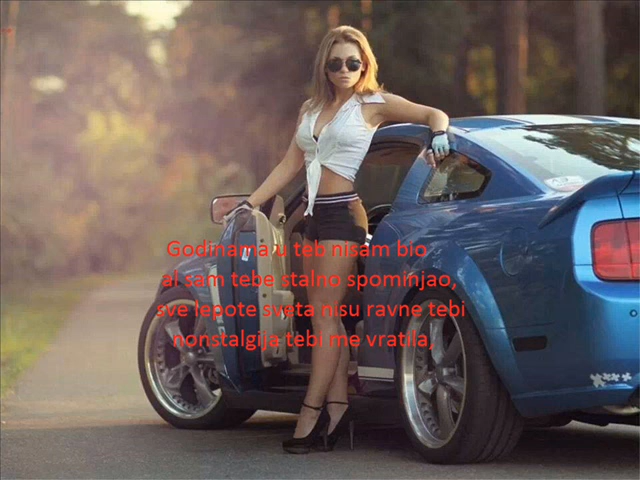 Godinama u teb nisam bio
al sam tebe stalno spominjao,
sve lepote sveta nisu ravne tebi
nonstalgija tebi me vratila,